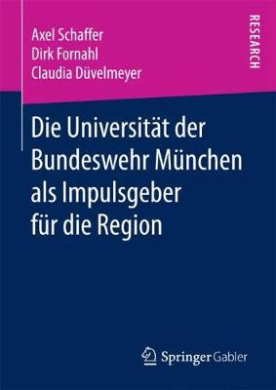 Axel Schaffer
Dirk Fornahl
Claudia Düvelmeyer
RESEARCH
Die Universität der
Bundeswehr München
als Impulsgeber
für die Region
Springer Gabler